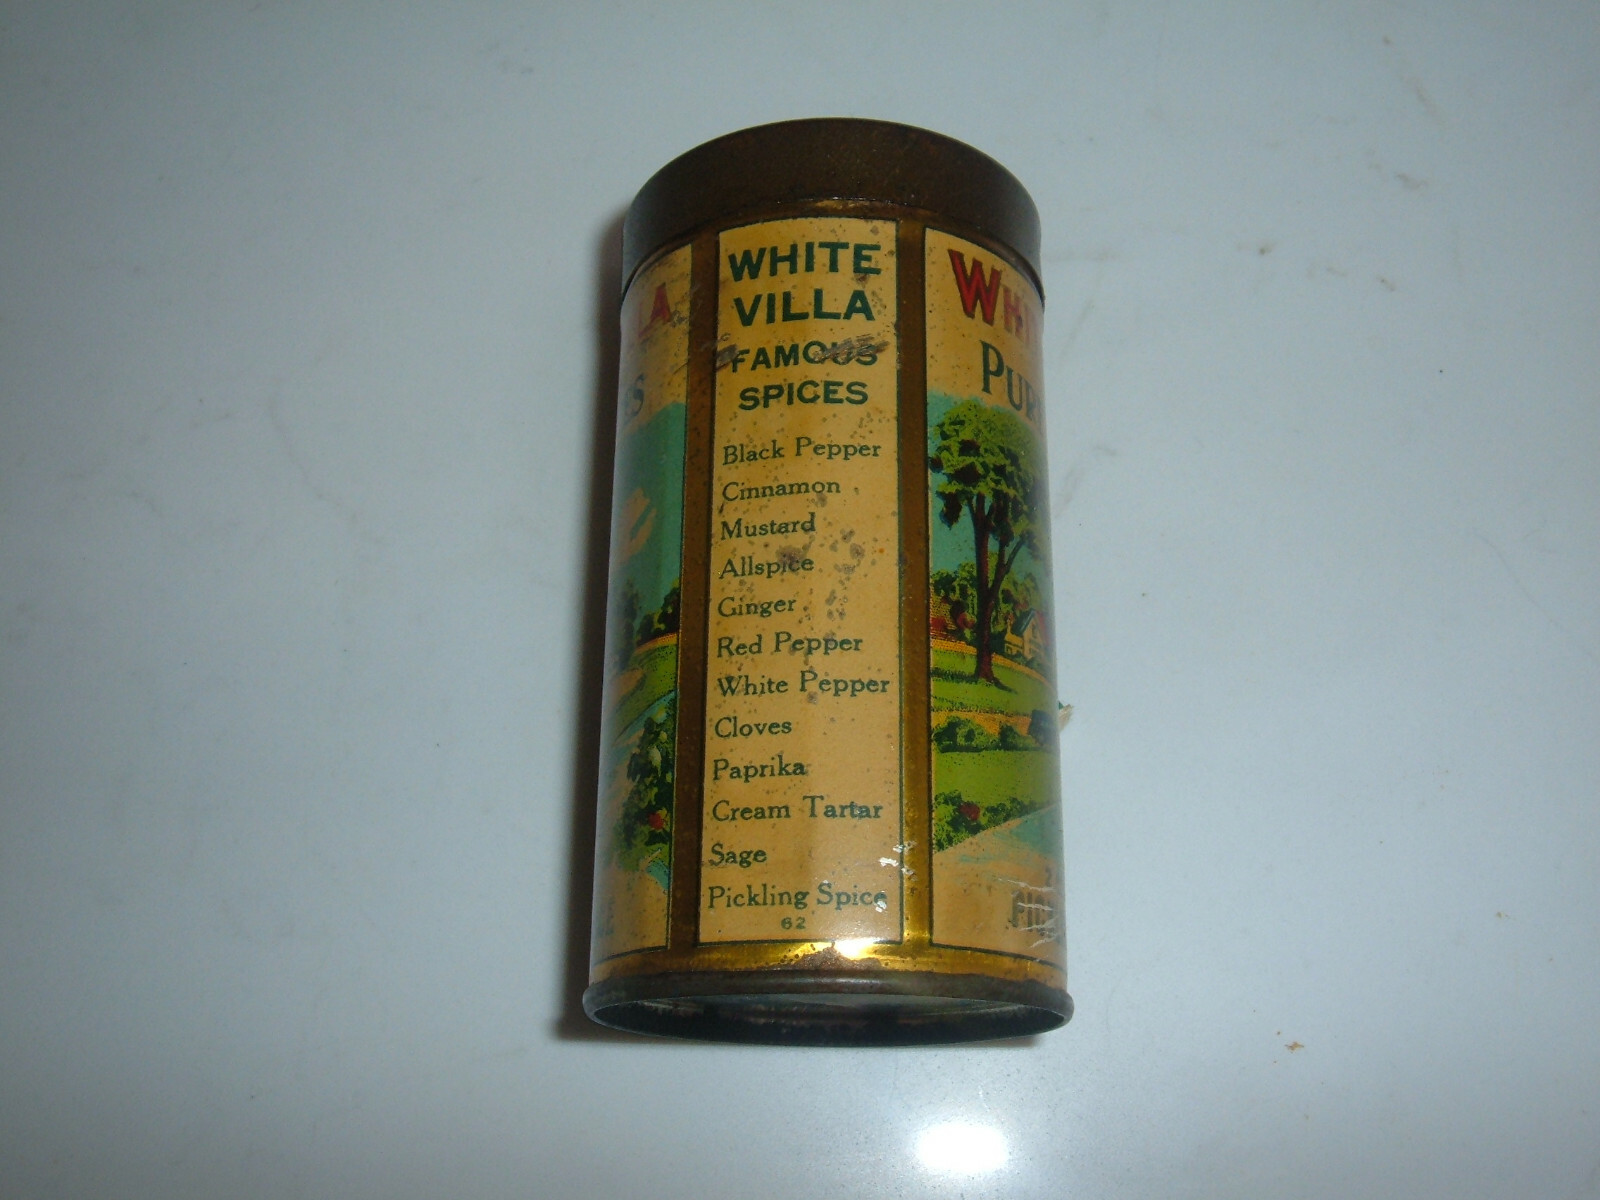 WHITE
VILLA
FAMOUS
SPICES
Black Pepper
Cinnamon
Mustard
Allspice
Ginger
Red Pepper
White Pepper
Cloves
Paprika
Cream Tartar
Sage
Pickling Spice
62